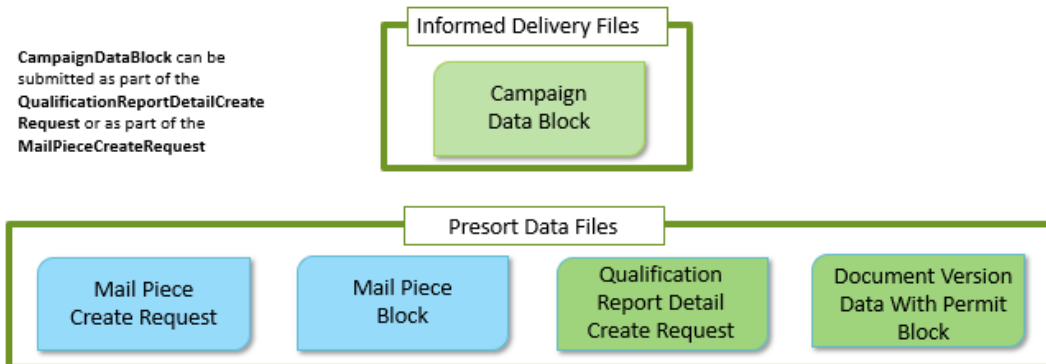 Informed Delivery Files
CampaignDataBlock can be
submitted as part of the
QualificationReportDetailCreate
Request or as part of the
MailPieceCreateRequest
Campaign
Data Block
Presort Data Files
Mail Piece
Create Request
Mail Piece
Block
Qualification
Report Detail
Create Request
Document Version
Data With Permit
Block